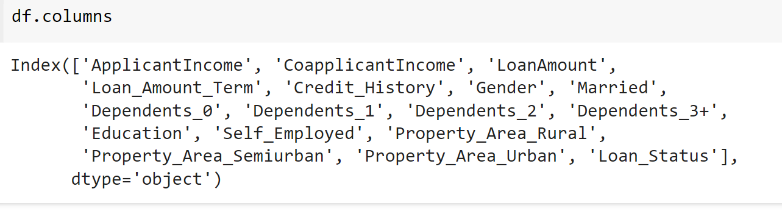 df.columns
Index(['ApplicantIncome', 'CoapplicantIncome', 'LoanAmount',
'Loan_Amount_Term', 'Credit_History', 'Gender', 'Married',
'Dependents_0', 'Dependents_1', 'Dependents_2', 'Dependents_3+',
'Education', 'Self_Employed', 'Property_Area_Rural',
'Property_Area_Semiurban', 'Property_Area_Urban', 'Loan_Status'],
dtype='object')